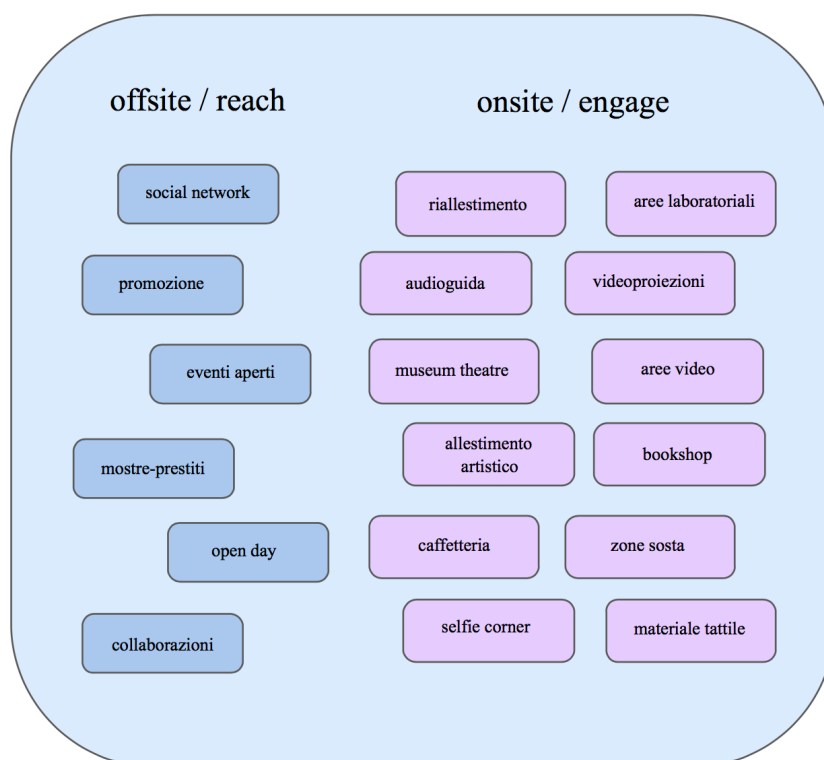 offsite / reach
social network
promozione
eventi aperti
mostre-prestiti
open day
collaborazioni
onsite / engage
riallestimento
aree laboratoriali
audioguida
videoproiezioni
museum theatre
aree video
allestimento
artistico
bookshop
caffetteria
zone sosta
selfie corner
materiale tattile